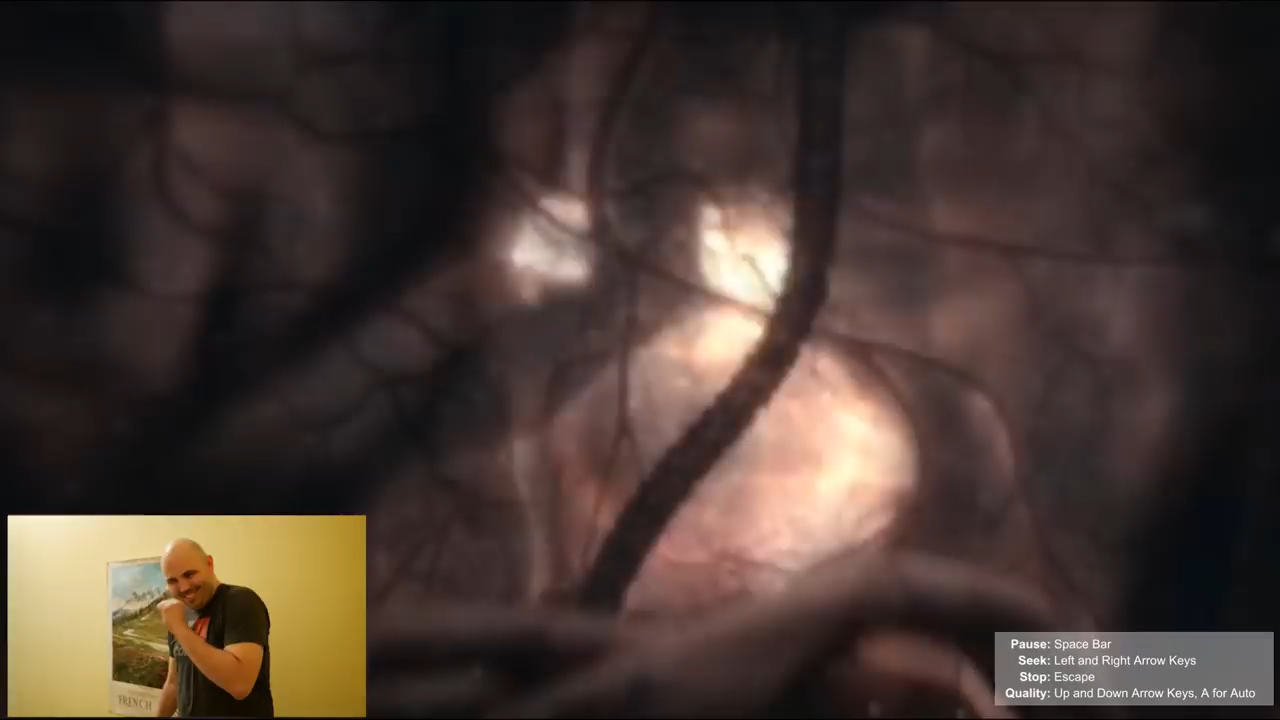 FRENCH
Pause: Space Bar
Seek: Left and Right Arrow Keys
Stop: Escape
Quality: Up and Down Arrow Keys, A for Auto